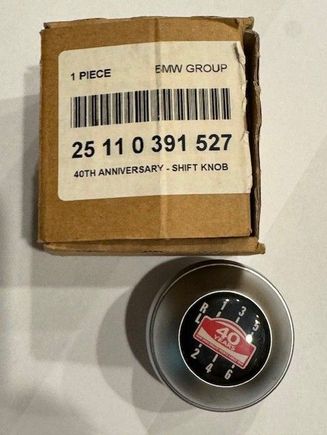 1 PIECE BMW GROUP
25 11 0 391 527
40TH ANNIVERSARY - SHIFT KNOB
R 1 3 5
L
40
YEARS
2 4 6